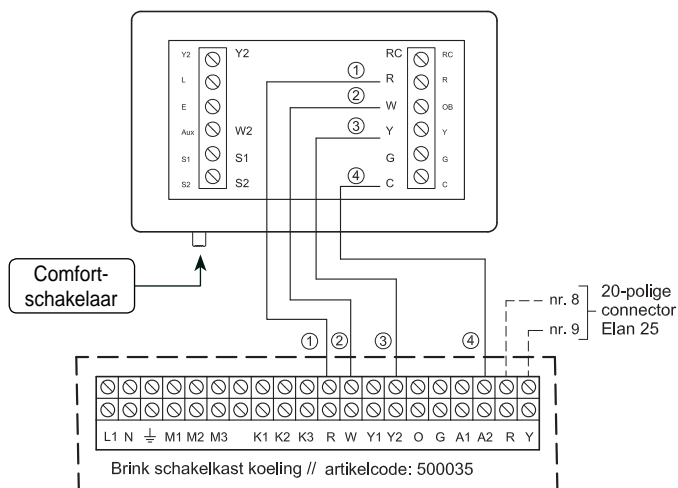 Y2 Y2 RC RC
L ① R R
E ② W OB
Aux W2 ③ Y Y
S1 S1 G G
S2 S2 ④ C C
Comfort-
schakelaar
nr. 8 20-polige
connector
nr. 9 Elan 25
① ② ③ ④
L1 N ⏚ M1 M2 M3 K1 K2 K3 R W Y1 Y2 O G A1 A2 R Y
Brink schakelkast koeling // artikelcode: 500035